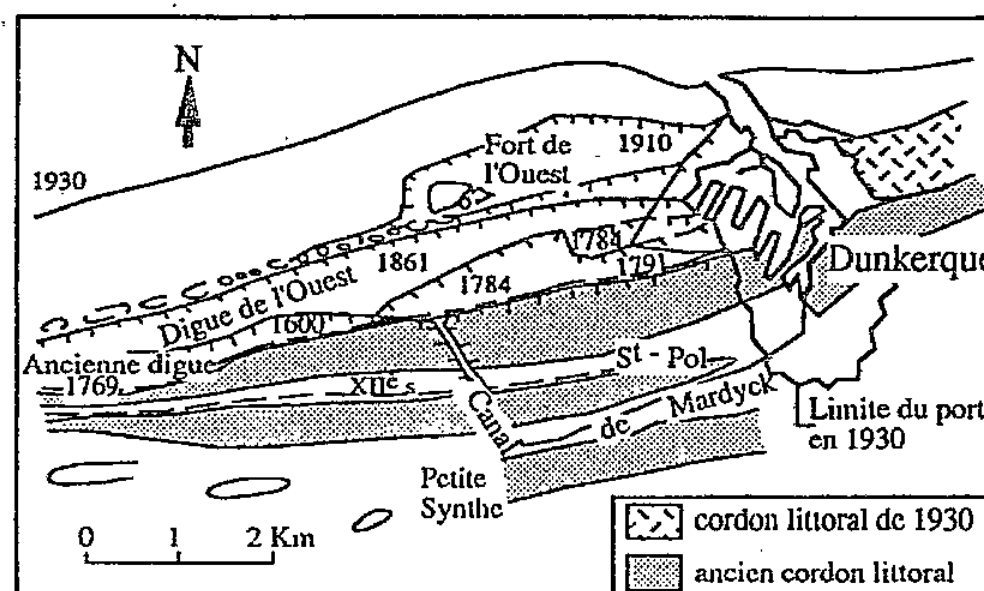 N
1930
Fort de
l'Ouest
1910
1861
Digue de l'Ouest
1784
1791
1784
1600
Ancienne digue
1769
XIIe s
St - Pol
Dunkerque
Canal
de Mardyck
Limite du port
en 1930
Petite
Synthe
0 1 2 Km
cordon littoral de 1930
ancien cordon littoral